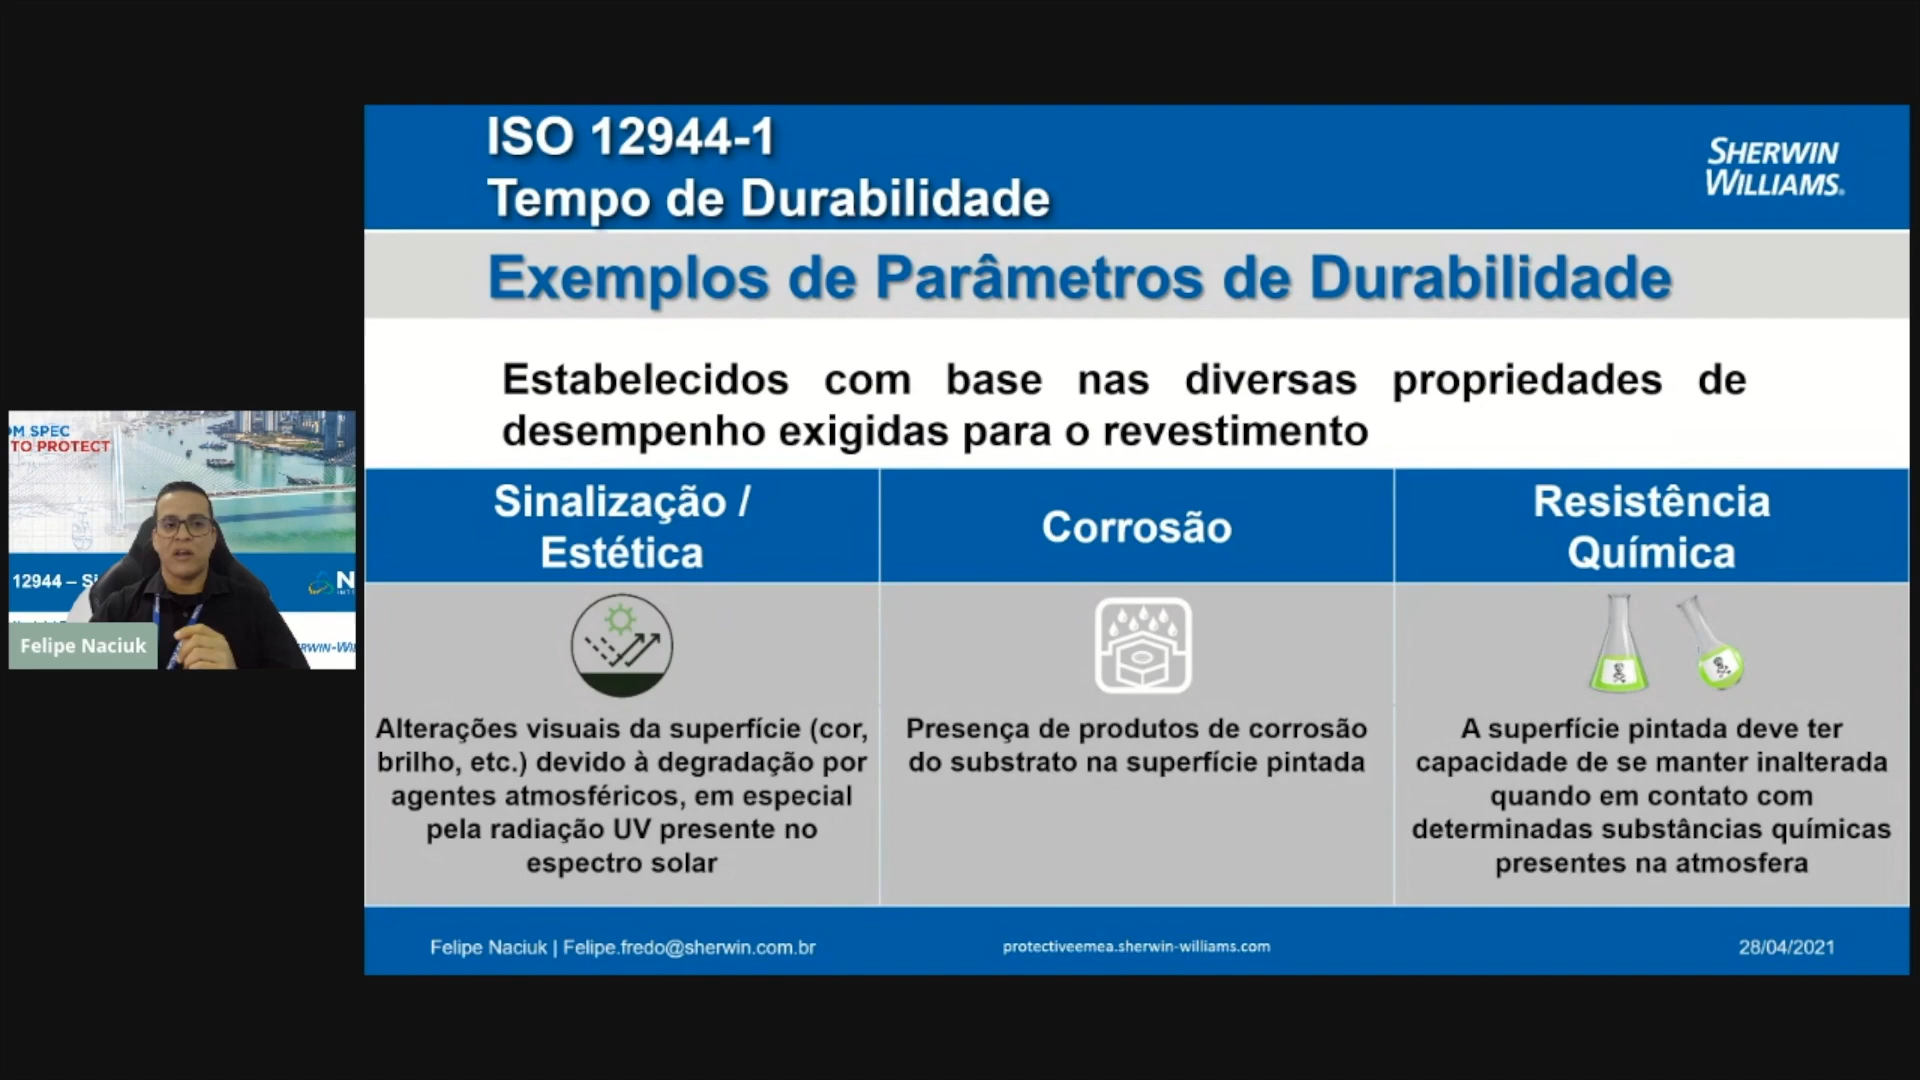 ISO 12944-1
Tempo de Durabilidade
SHERWIN
WILLIAMS.
Exemplos de Parâmetros de Durabilidade
Estabelecidos com base nas diversas propriedades de
desempenho exigidas para o revestimento
Sinalização /
Estética
Corrosão
Resistência
Química
Alterações visuais da superfície (cor,
brilho, etc.) devido à degradação por
agentes atmosféricos, em especial
pela radiação UV presente no
espectro solar
Presença de produtos de corrosão
do substrato na superfície pintada
A superfície pintada deve ter
capacidade de se manter inalterada
quando em contato com
determinadas substâncias químicas
presentes na atmosfera
Felipe Naciuk | Felipe.fredo@sherwin.com.br
protectiveemea.sherwin-williams.com
28/04/2021
M SPEC
TO PROTECT
12944 – Si
N
RWIN-WI
Felipe Naciuk